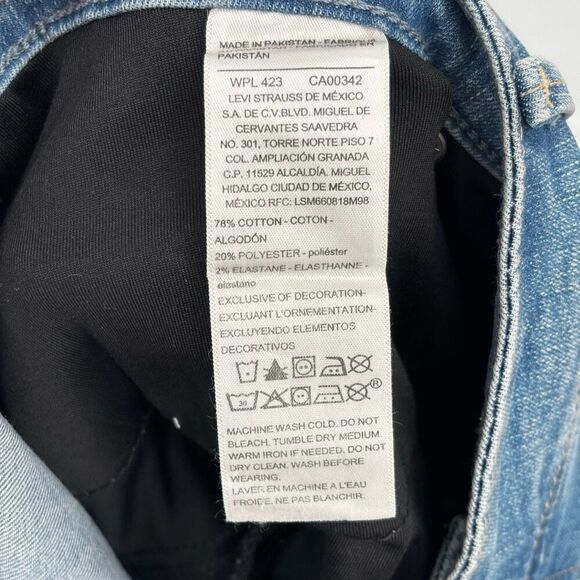 MADE IN PAKISTAN - FABRICA
PAKISTÁN
WPL 423 CA00342
LEVI STRAUSS DE MÉXICO
S.A. DE C.V.BLVD. MIGUEL DE
CERVANTES SAAVEDRA
NO. 301, TORRE NORTE PISO 7
COL. AMPLIACIÓN GRANADA
C.P. 11529 ALCALDÍA. MIGUEL
HIDALGO CIUDAD DE MÉXICO,
MÉXICO RFC: LSM660818M98
78% COTTON - COTON -
ALGODÓN
20% POLYESTER - poliéster
2% ELASTANE - ELASTHANNE -
elastano
EXCLUSIVE OF DECORATION-
EXCLUANT L'ORNEMENTATION-
EXCLUYENDO ELEMENTOS
DECORATIVOS
30 ®
MACHINE WASH COLD. DO NOT
BLEACH. TUMBLE DRY MEDIUM.
WARM IRON IF NEEDED. DO NOT
DRY CLEAN. WASH BEFORE
WEARING.
LAVER EN MACHINE A L'EAU
FROIDE. NE PAS BLANCHIR.